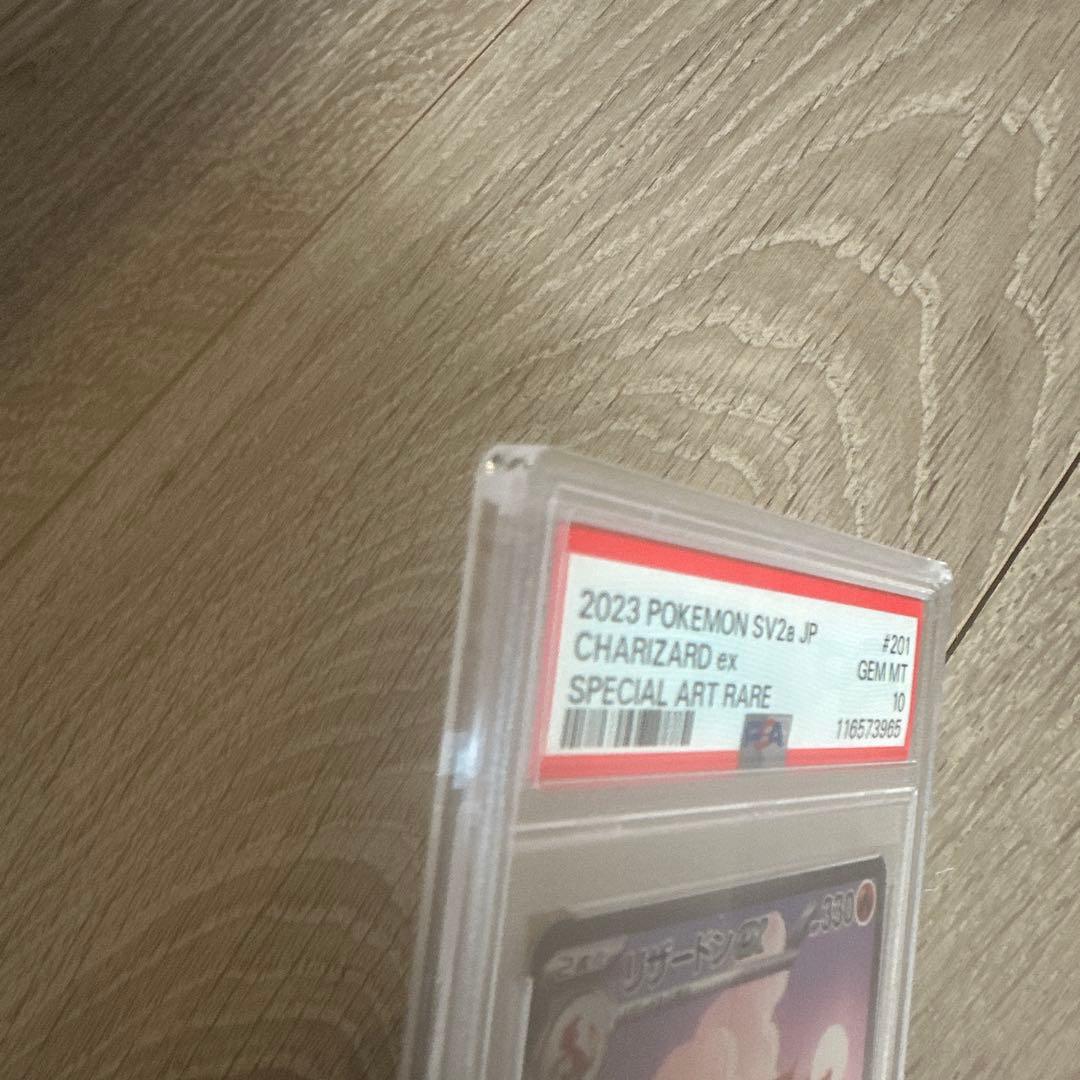 2023 POKEMON SV2a JP #201
CHARIZARD ex GEM MT
SPECIAL ART RARE 10
PSA 116573965
リザードンex 330